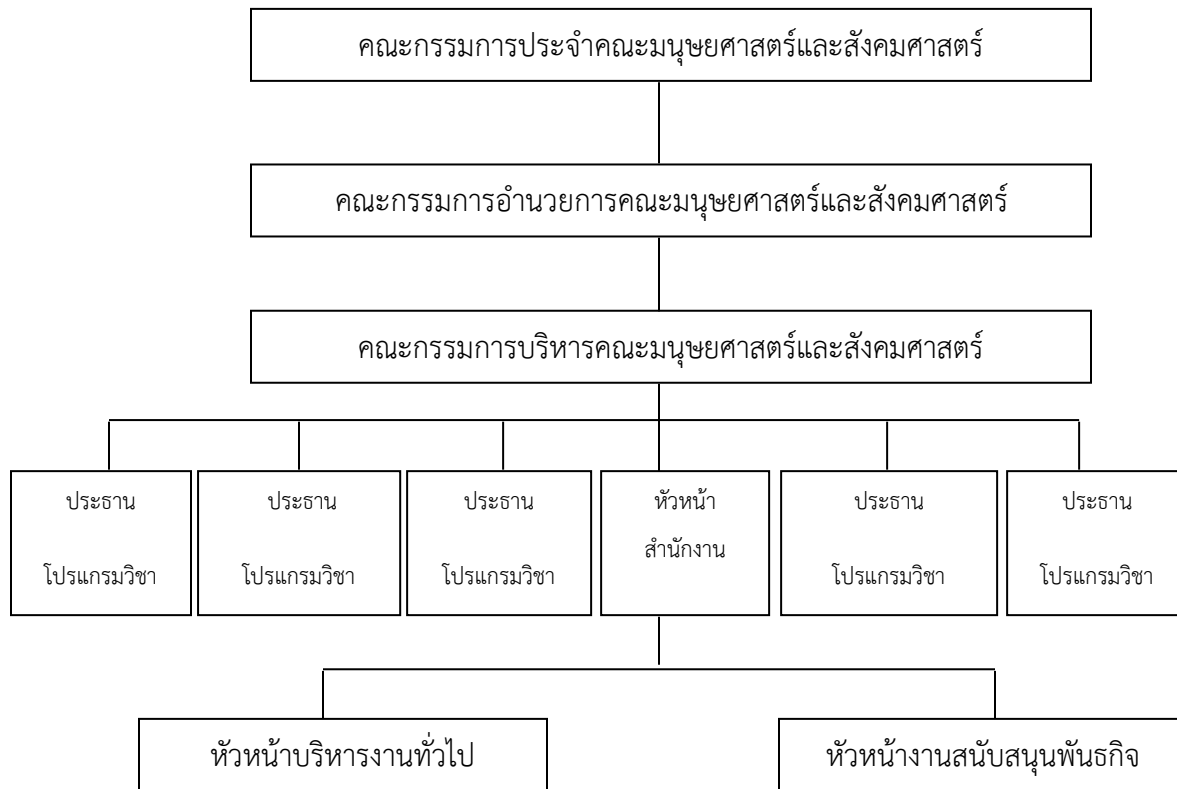 คณะกรรมการประจำคณะมนุษยศาสตร์และสังคมศาสตร์
คณะกรรมการอำนวยการคณะมนุษยศาสตร์และสังคมศาสตร์
คณะกรรมการบริหารคณะมนุษยศาสตร์และสังคมศาสตร์
ประธาน
โปรแกรมวิชา
ประธาน
โปรแกรมวิชา
ประธาน
โปรแกรมวิชา
หัวหน้า
สำนักงาน
ประธาน
โปรแกรมวิชา
ประธาน
โปรแกรมวิชา
หัวหน้าบริหารงานทั่วไป
หัวหน้างานสนับสนุนพันธกิจ